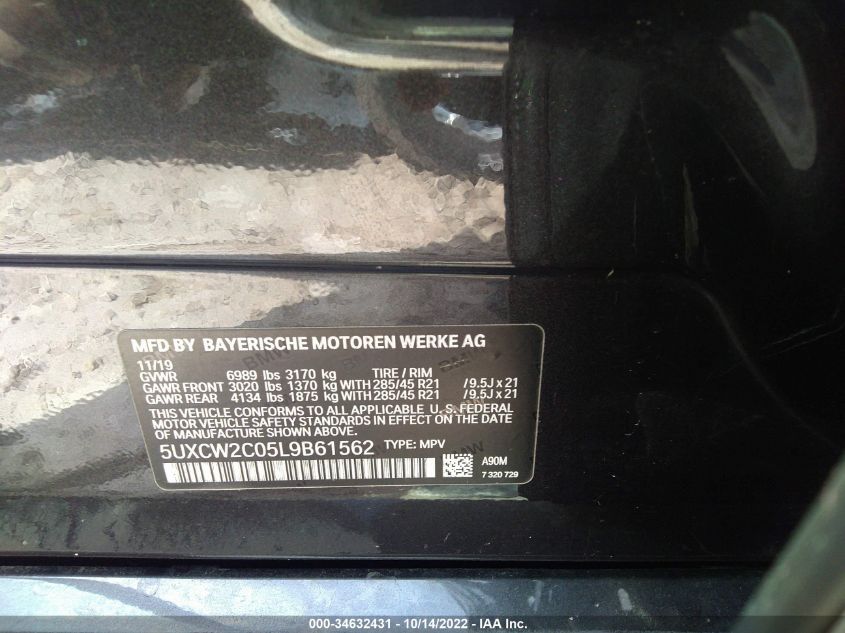 MFD BY BAYERISCHE MOTOREN WERKE AG
11/19
GVWR 6989 lbs 3170 kg TIRE / RIM
GAWR FRONT 3020 lbs 1370 kg WITH 285/45 R21 /9.5J x 21
GAWR REAR 4134 lbs 1875 kg WITH 285/45 R21 /9.5J x 21
THIS VEHICLE CONFORMS TO ALL APPLICABLE U. S. FEDERAL
MOTOR VEHICLE SAFETY STANDARDS IN EFFECT ON THE DATE
OF MANUFACTURE SHOWN ABOVE.
5UXCW2C05L9B61562 TYPE: MPV
A90M
7 320 729
000-34632431 - 10/14/2022 - IAA Inc.